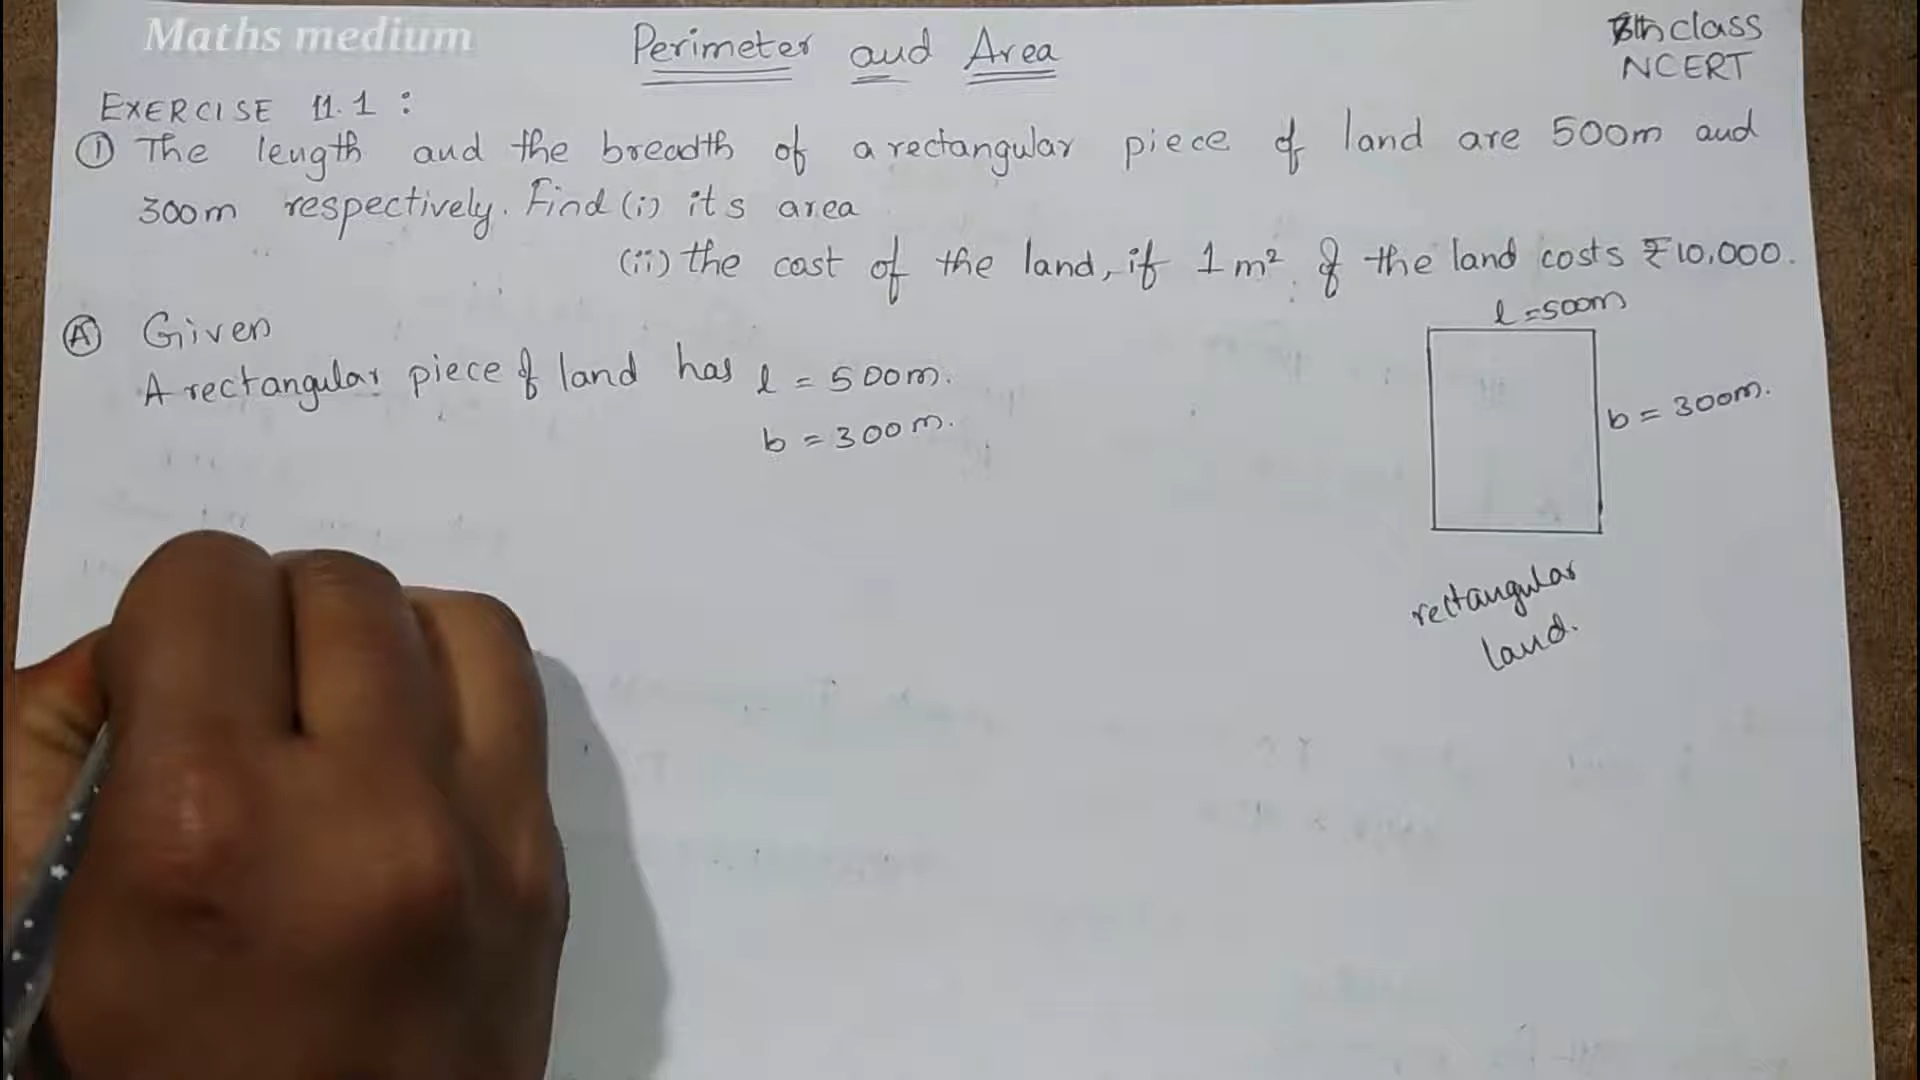 Maths medium
Perimeter and Area
7th class
NCERT
EXERCISE 11.1 :
① The length and the breadth of a rectangular piece of land are 500m and
300m respectively. Find (i) its area
(ii) the cost of the land, if 1 m² of the land costs ₹10,000.
Ⓐ Given
A rectangular piece of land has l = 500m.
b = 300m.
l = 500m
b = 300m.
rectangular
land.